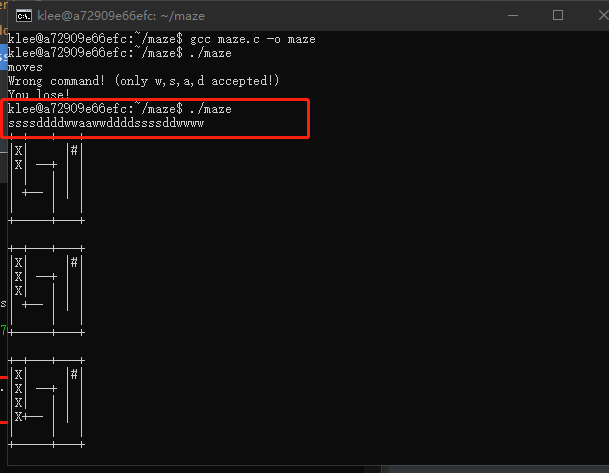 klee@a72909e66efc: ~/maze
klee@a72909e66efc:~/maze$ gcc maze.c -o maze
klee@a72909e66efc:~/maze$ ./maze
moves
Wrong command! (only w,s,a,d accepted!)
You lose!
klee@a72909e66efc:~/maze$ ./maze
ssssddddwwaawwddddssssddwwww
+-+---+---+
|X|     |#|
|X| --+ | |
| |   | | |
| +-- | | |
|     |   |
+-----+---+
+-+---+---+
|X|     |#|
|X| --+ | |
|X|   | | |
| +-- | | |
|     |   |
+-----+---+
+-+---+---+
|X|     |#|
|X| --+ | |
|X|   | | |
|X+-- | | |
|     |   |
+-----+---+